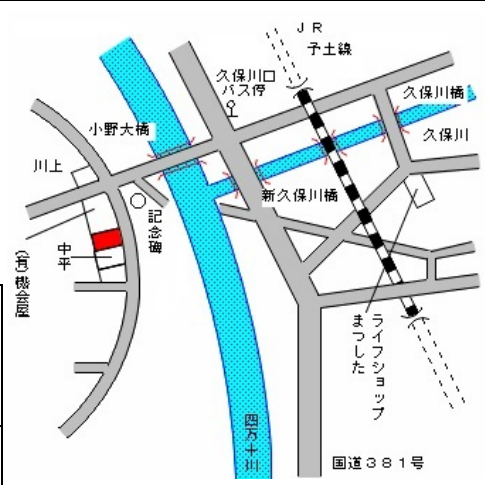 ＪＲ
予土線
久保川口
バス停
久保川橋
小野大橋
久保川
川上
新久保川橋
記念碑
中平
(有)機会屋
ライフショップ
まつした
四万十川
国道３８１号